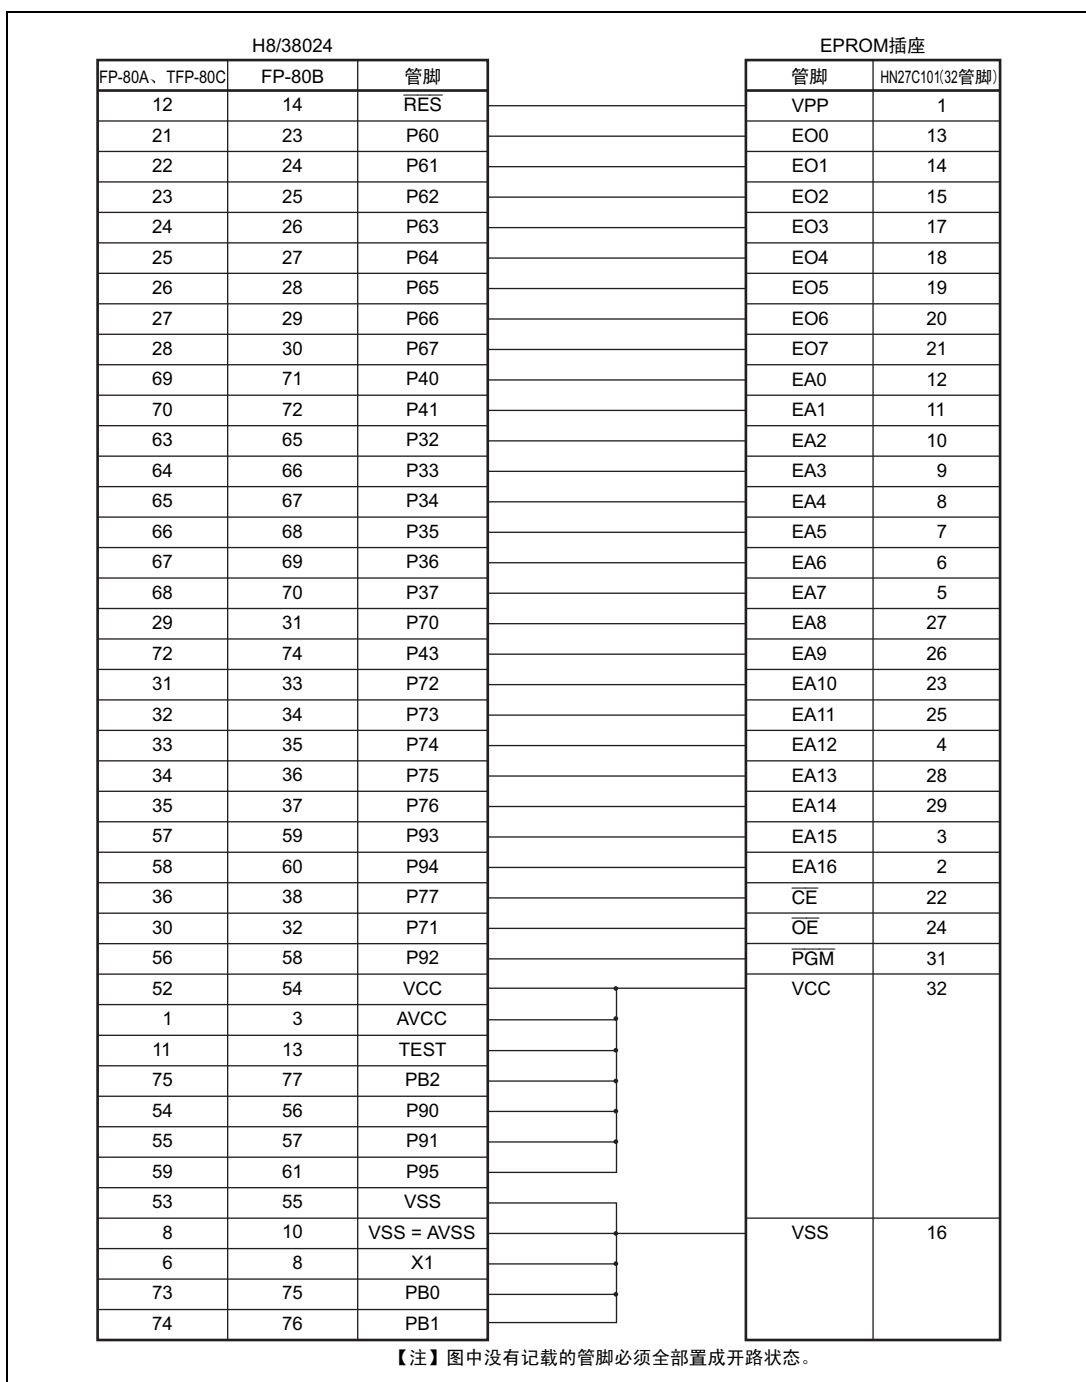 H8/38024 EPROM插座
FP-80A、TFP-80C FP-80B 管脚 管脚 HN27C101(32管脚)
12 14 R̅E̅S̅ VPP 1
21 23 P60 EO0 13
22 24 P61 EO1 14
23 25 P62 EO2 15
24 26 P63 EO3 17
25 27 P64 EO4 18
26 28 P65 EO5 19
27 29 P66 EO6 20
28 30 P67 EO7 21
69 71 P40 EA0 12
70 72 P41 EA1 11
63 65 P32 EA2 10
64 66 P33 EA3 9
65 67 P34 EA4 8
66 68 P35 EA5 7
67 69 P36 EA6 6
68 70 P37 EA7 5
29 31 P70 EA8 27
72 74 P43 EA9 26
31 33 P72 EA10 23
32 34 P73 EA11 25
33 35 P74 EA12 4
34 36 P75 EA13 28
35 37 P76 EA14 29
57 59 P93 EA15 3
58 60 P94 EA16 2
36 38 P77 C̅E̅ 22
30 32 P71 O̅E̅ 24
56 58 P92 P̅G̅M̅ 31
52 54 VCC VCC 32
1 3 AVCC
11 13 TEST
75 77 PB2
54 56 P90
55 57 P91
59 61 P95
53 55 VSS
8 10 VSS = AVSS VSS 16
6 8 X1
73 75 PB0
74 76 PB1
【注】图中没有记载的管脚必须全部置成开路状态。